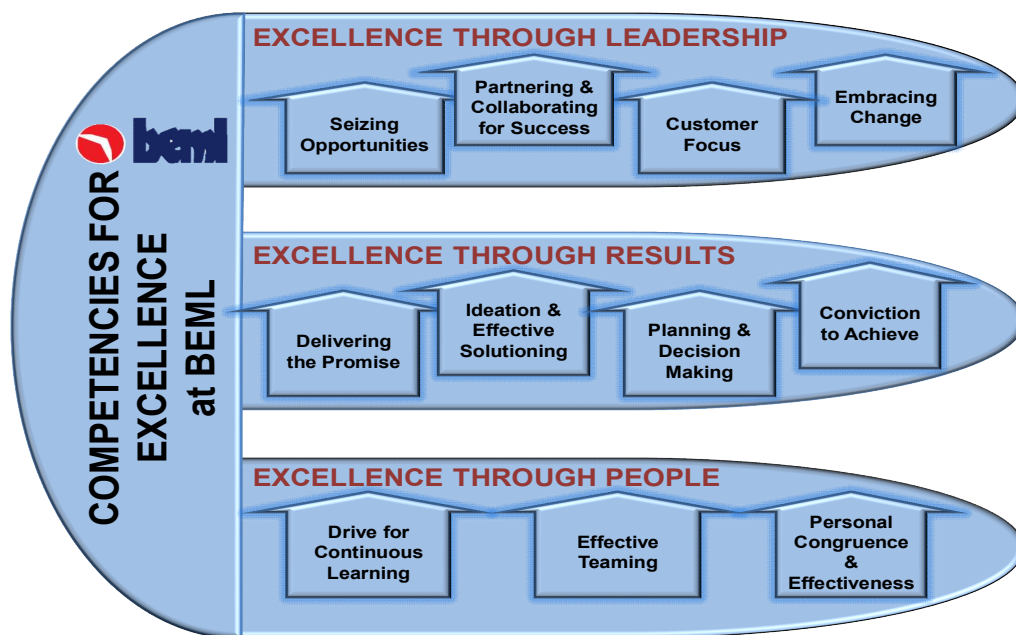 COMPETENCIES FOR
EXCELLENCE
at BEML
beml
EXCELLENCE THROUGH LEADERSHIP
Seizing
Opportunities
Partnering &
Collaborating
for Success
Customer
Focus
Embracing
Change
EXCELLENCE THROUGH RESULTS
Delivering
the Promise
Ideation &
Effective
Solutioning
Planning &
Decision
Making
Conviction
to Achieve
EXCELLENCE THROUGH PEOPLE
Drive for
Continuous
Learning
Effective
Teaming
Personal
Congruence
&
Effectiveness